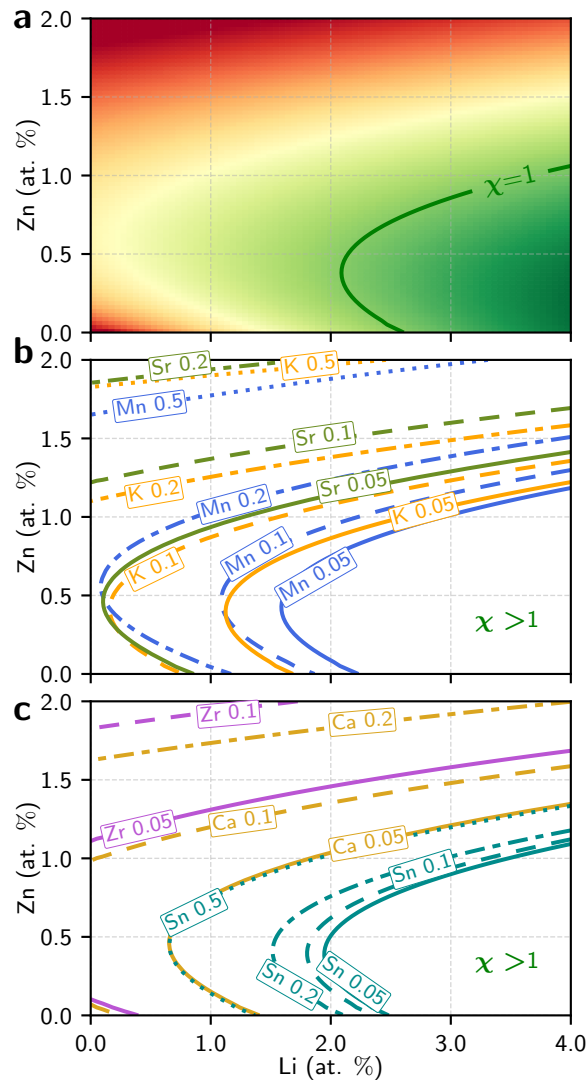 a
2.0
1.5
1.0
0.5
0.0
Zn (at. %)
χ=1
b
2.0
1.5
1.0
0.5
0.0
Zn (at. %)
Sr 0.2
K 0.5
Mn 0.5
Sr 0.1
K 0.2
Mn 0.2
Sr 0.05
K 0.05
K 0.1
Mn 0.1
Mn 0.05
χ >1
c
2.0
1.5
1.0
0.5
0.0
Zn (at. %)
Zr 0.1
Ca 0.2
Zr 0.05
Ca 0.1
Ca 0.05
Sn 0.1
Sn 0.5
Sn 0.2
Sn 0.05
χ >1
0.0 1.0 2.0 3.0 4.0
Li (at. %)